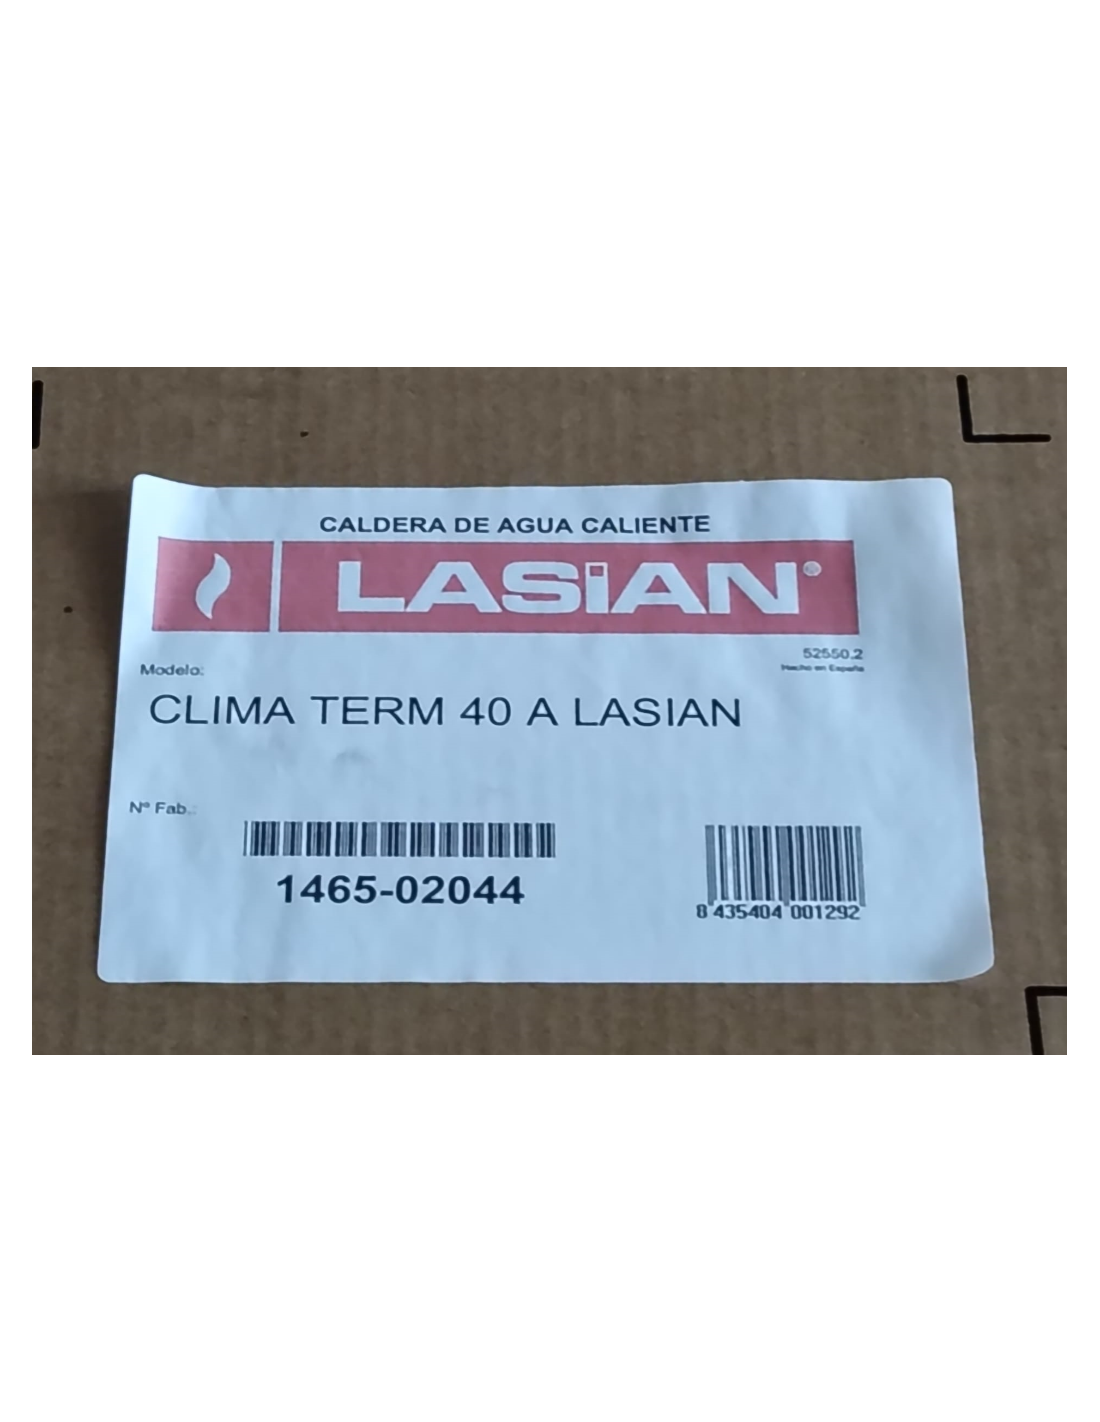 CALDERA DE AGUA CALIENTE
LASiAN®
52550.2
Hecho en España
Modelo:
CLIMA TERM 40 A LASIAN
Nº Fab.:
1465-02044
8 435404 001292